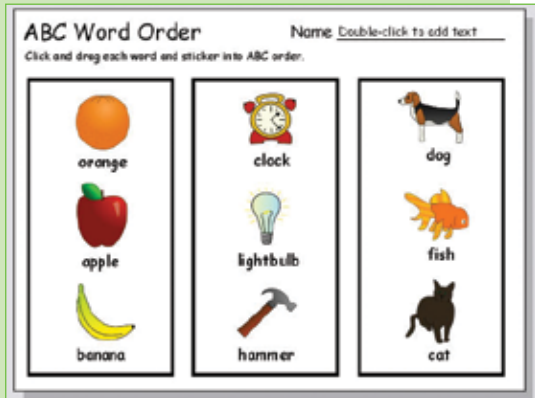 ABC Word Order
Name Double-click to add text
Click and drag each word and sticker into ABC order.
orange
apple
banana
clock
lightbulb
hammer
dog
fish
cat